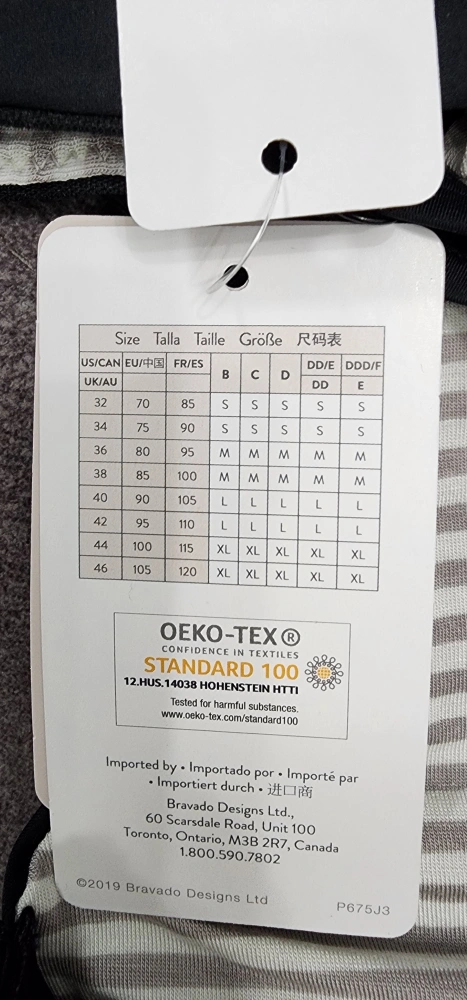 Size Talla Taille Größe 尺码表
US/CAN EU/中国 FR/ES B C D DD/E DDD/F
UK/AU DD E
32 70 85 S S S S S
34 75 90 S S S S S
36 80 95 M M M M M
38 85 100 M M M M M
40 90 105 L L L L L
42 95 110 L L L L L
44 100 115 XL XL XL XL XL
46 105 120 XL XL XL XL XL
OEKO-TEX®
CONFIDENCE IN TEXTILES
STANDARD 100
12.HUS.14038 HOHENSTEIN HTTI
Tested for harmful substances.
www.oeko-tex.com/standard100
Imported by • Importado por • Importé par
• Importiert durch • 进口商
Bravado Designs Ltd.,
60 Scarsdale Road, Unit 100
Toronto, Ontario, M3B 2R7, Canada
1.800.590.7802
©2019 Bravado Designs Ltd
P675J3